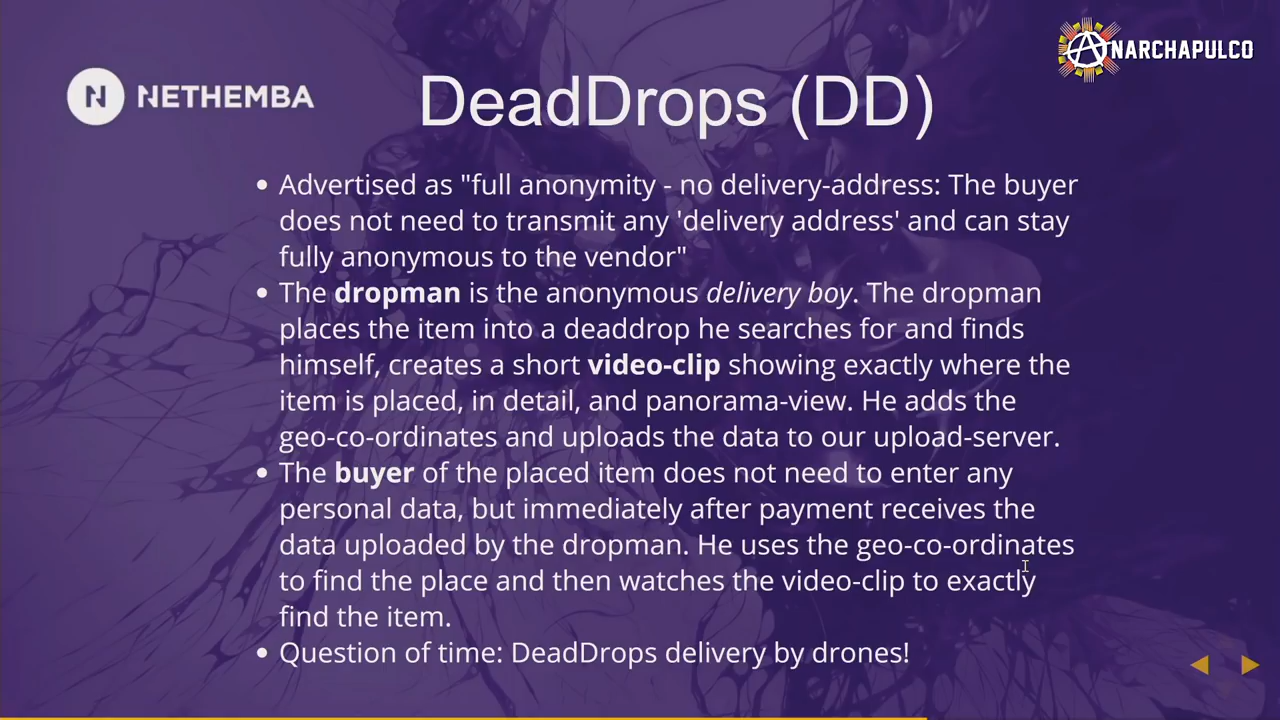 ANARCHAPULCO
N NETHEMBA
DeadDrops (DD)
• Advertised as "full anonymity - no delivery-address: The buyer
does not need to transmit any 'delivery address' and can stay
fully anonymous to the vendor"
• The dropman is the anonymous delivery boy. The dropman
places the item into a deaddrop he searches for and finds
himself, creates a short video-clip showing exactly where the
item is placed, in detail, and panorama-view. He adds the
geo-co-ordinates and uploads the data to our upload-server.
• The buyer of the placed item does not need to enter any
personal data, but immediately after payment receives the
data uploaded by the dropman. He uses the geo-co-ordinates
to find the place and then watches the video-clip to exactly
find the item.
• Question of time: DeadDrops delivery by drones!